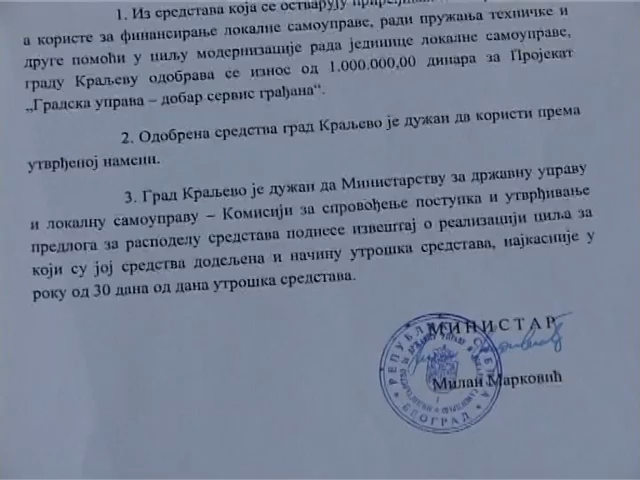 1. Из средстава која се остварују
а користе за финансирање локалне самоуправе, ради пружања техничке и
друге помоћи у циљу модернизације рада јединице локалне самоуправе,
граду Краљеву одобрава се износ од 1.000.000,00 динара за Пројекат
„Градска управа – добар сервис грађана“.
2. Одобрена средства град Краљево је дужан да користи према
утврђеној намени.
3. Град Краљево је дужан да Министарству за државну управу
и локалну самоуправу – Комисији за спровођење поступка и утврђивање
предлога за расподелу средстава поднесе извештај о реализацији циља за
који су јој средства додељена и начину утрошка средстава, најкасније у
року од 30 дана од дана утрошка средстава.
МИНИСТАР
Милан Марковић
РЕПУБЛИКА СРБИЈА
БЕОГРАД